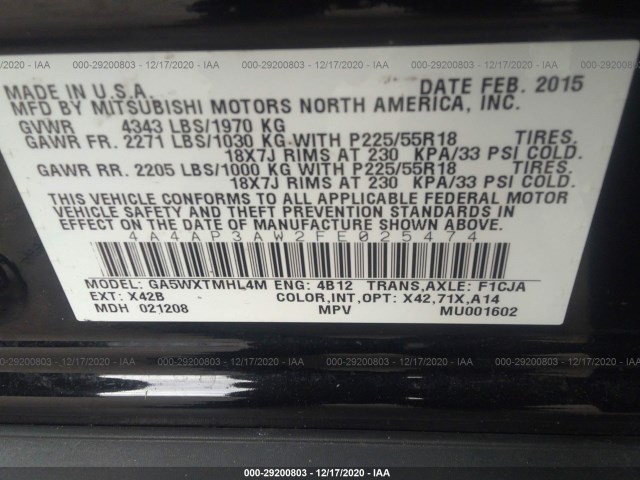 2/17/2020 - IAA 000-29200803 - 12/17/2020 - IAA 000-29200803 - 12/17/2020 - IAA 000-2920
MADE IN U.S.A. DATE FEB. 2015
MFD BY MITSUBISHI MOTORS NORTH AMERICA, INC.
GVWR 4343 LBS/1970 KG
GAWR FR. 2271 LBS/1030 KG WITH P225/55R18 TIRES.
18X7J RIMS AT 230 KPA/33 PSI COLD.
GAWR RR. 2205 LBS/1000 KG WITH P225/55R18 TIRES.
18X7J RIMS AT 230 KPA/33 PSI COLD.
THIS VEHICLE CONFORMS TO ALL APPLICABLE FEDERAL MOTOR
VEHICLE SAFETY AND THEFT PREVENTION STANDARDS IN
EFFECT ON THE DATE OF MANUFACTURE SHOWN ABOVE.
4A4AP3AW2FE025474
MODEL: GA5WXTMHL4M ENG: 4B12 TRANS,AXLE: F1CJA
EXT: X42B COLOR,INT,OPT: X42,71X,A14
MDH 021208 MPV MU001602
000-29200803 - 12/17/2020 - IAA